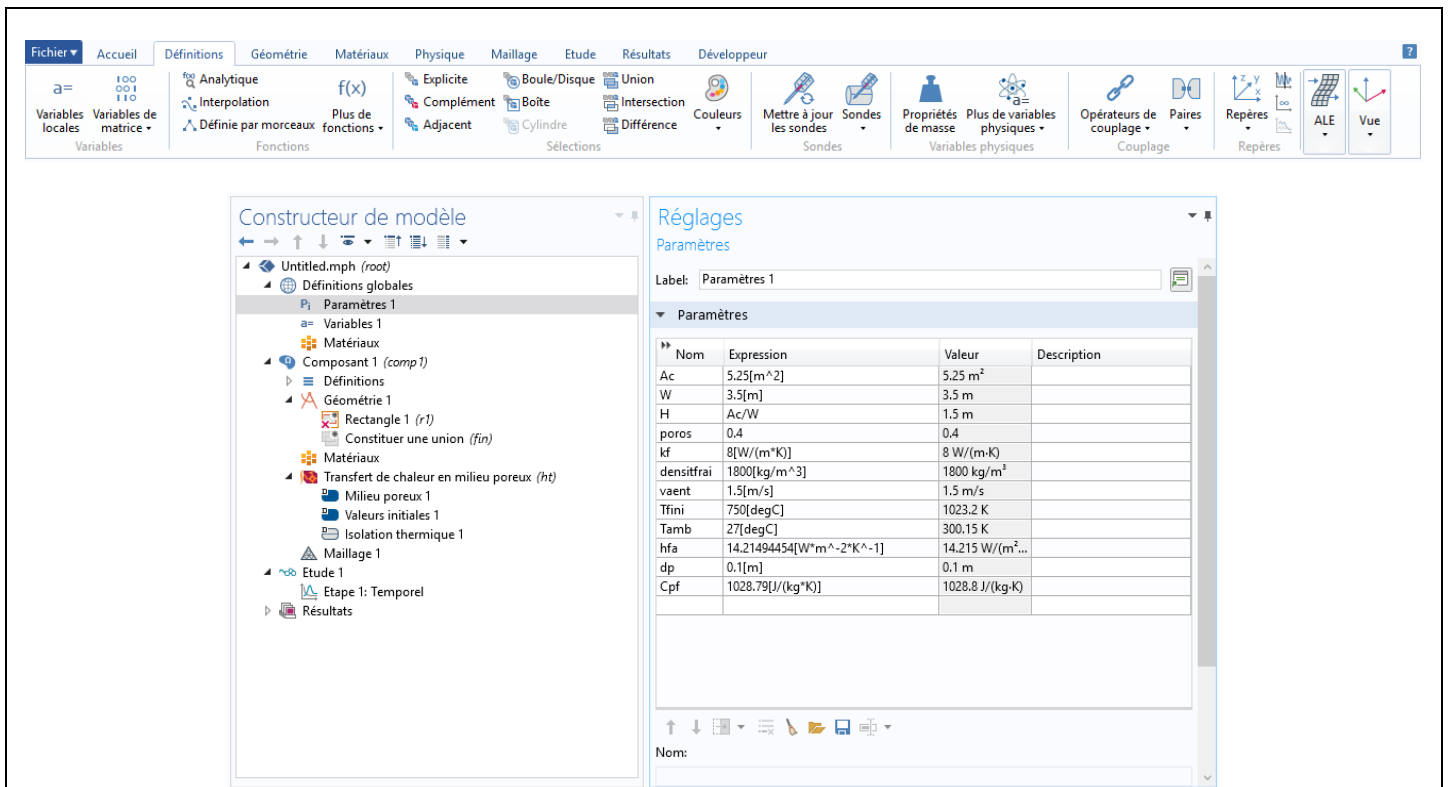 Fichier Accueil Définitions Géométrie Matériaux Physique Maillage Etude Résultats Développeur ?
a= Variables locales
Variables de matrice
Variables
Analytique
Interpolation
Définie par morceaux
f(x) Plus de fonctions
Fonctions
Explicite
Complément
Adjacent
Boule/Disque
Boîte
Cylindre
Union
Intersection
Différence
Couleurs
Sélections
Mettre à jour les sondes
Sondes
Sondes
Propriétés de masse
a= Plus de variables physiques
Variables physiques
Opérateurs de couplage
Paires
Couplage
Repères
Repères
ALE
Vue
Constructeur de modèle
Untitled.mph (root)
Définitions globales
Pi Paramètres 1
a= Variables 1
Matériaux
Composant 1 (comp1)
Définitions
Géométrie 1
Rectangle 1 (r1)
Constituer une union (fin)
Matériaux
Transfert de chaleur en milieu poreux (ht)
Milieu poreux 1
Valeurs initiales 1
Isolation thermique 1
Maillage 1
Etude 1
Etape 1: Temporel
Résultats
Réglages
Paramètres
Label: Paramètres 1
Paramètres
Nom Expression Valeur Description
Ac 5.25[m^2] 5.25 m²
W 3.5[m] 3.5 m
H Ac/W 1.5 m
poros 0.4 0.4
kf 8[W/(m*K)] 8 W/(m·K)
densitfrai 1800[kg/m^3] 1800 kg/m³
vaent 1.5[m/s] 1.5 m/s
Tfini 750[degC] 1023.2 K
Tamb 27[degC] 300.15 K
hfa 14.21494454[W*m^-2*K^-1] 14.215 W/(m²...
dp 0.1[m] 0.1 m
Cpf 1028.79[J/(kg*K)] 1028.8 J/(kg·K)
Nom: